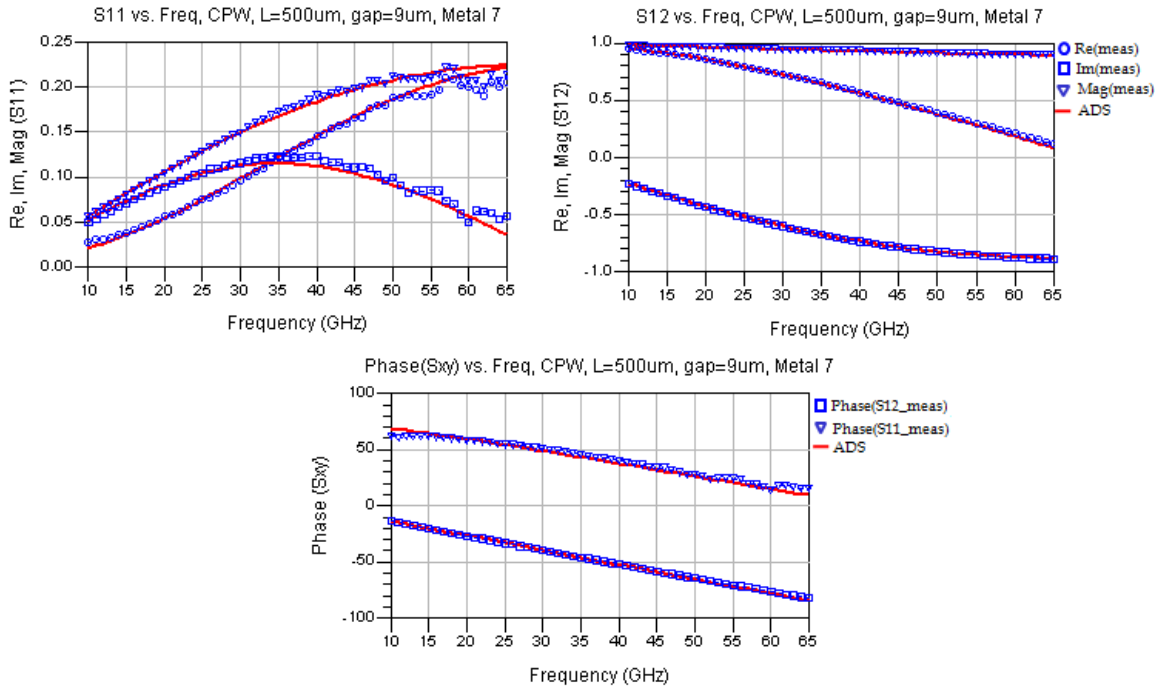 S11 vs. Freq, CPW, L=500um, gap=9um, Metal 7
Re, Im, Mag (S11)
0.25
0.20
0.15
0.10
0.05
0.00
10 15 20 25 30 35 40 45 50 55 60 65
Frequency (GHz)
S12 vs. Freq, CPW, L=500um, gap=9um, Metal 7
Re, Im, Mag (S12)
1.0
0.5
0.0
-0.5
-1.0
10 15 20 25 30 35 40 45 50 55 60 65
Frequency (GHz)
Re(meas)
Im(meas)
Mag(meas)
ADS
Phase(Sxy) vs. Freq, CPW, L=500um, gap=9um, Metal 7
Phase (Sxy)
100
50
0
-50
-100
10 15 20 25 30 35 40 45 50 55 60 65
Frequency (GHz)
Phase(S12_meas)
Phase(S11_meas)
ADS